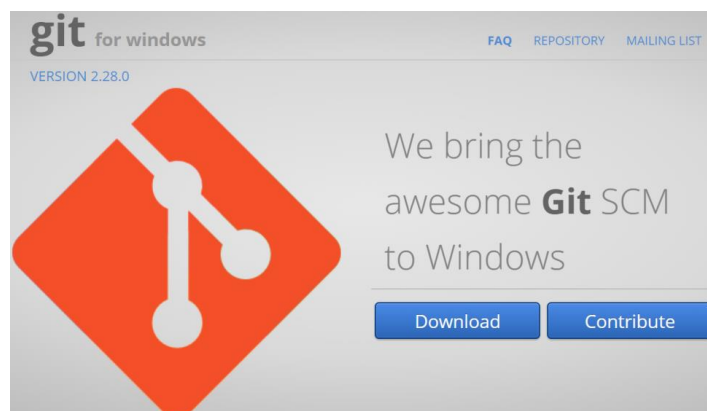 git for windows
FAQ REPOSITORY MAILING LIST
VERSION 2.28.0
We bring the
awesome Git SCM
to Windows
Download Contribute